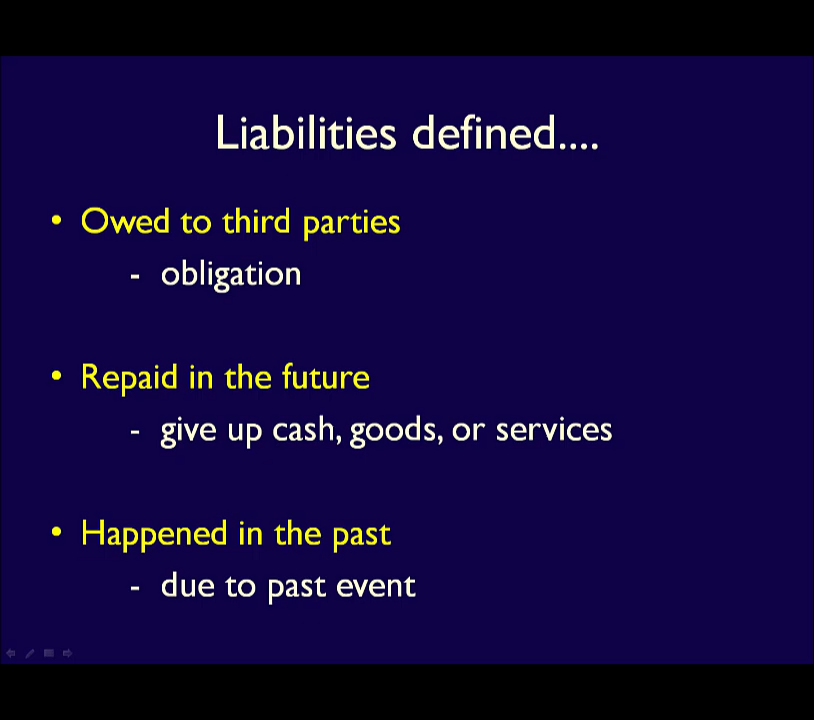 Liabilities defined....
• Owed to third parties
- obligation
• Repaid in the future
- give up cash, goods, or services
• Happened in the past
- due to past event